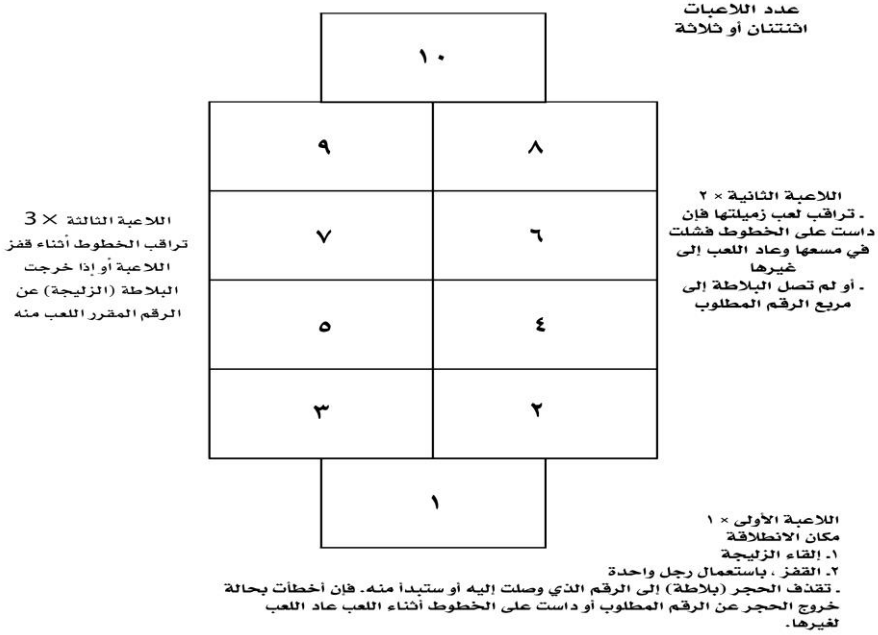 عدد اللاعبات
اثنتنان أو ثلاثة
١٠
٩ ٨
٧ ٦
٥ ٤
٣ ٢
١
اللاعبة الثانية × ٢
ـ تراقب لعب زميلتها فإن
داست على الخطوط فشلت
في مسعها وعاد اللعب إلى
غيرها
ـ أو لم تصل البلاطة إلى
مربع الرقم المطلوب
اللاعبة الثالثة × 3
تراقب الخطوط أثناء قفز
اللاعبة أو إذا خرجت
البلاطة (الزليجة) عن
الرقم المقرر اللعب منه
اللاعبة الأولى × ١
مكان الانطلاقة
١ـ إلقاء الزليجة
٢ـ القفز ، باستعمال رجل واحدة
ـ تقذف الحجر (بلاطة) إلى الرقم الذي وصلت إليه أو ستبدأ منه. فإن أخطأت بحالة
خروج الحجر عن الرقم المطلوب أو داست على الخطوط أثناء اللعب عاد اللعب
لغيرها.